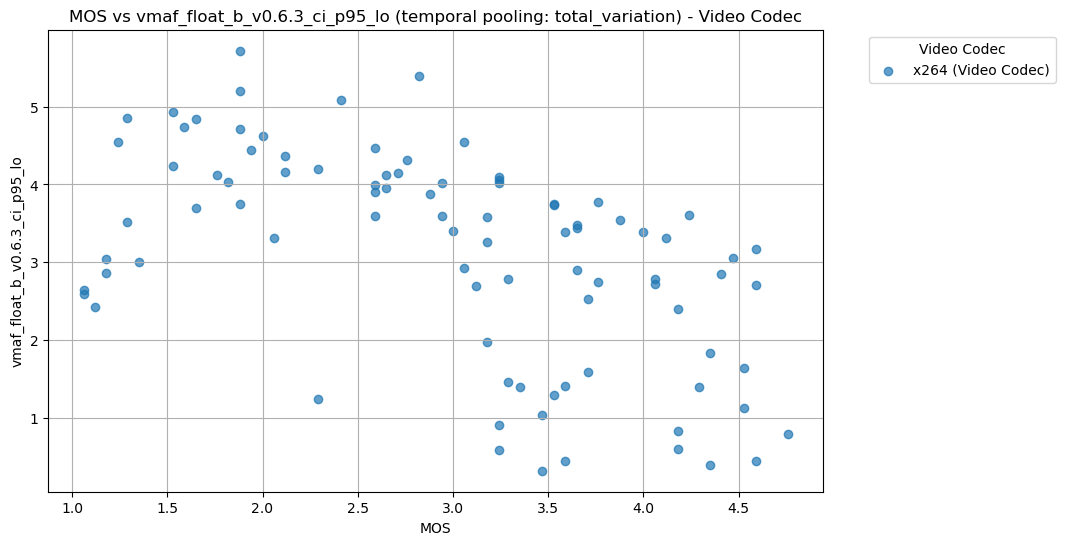 MOS vs vmaf_float_b_v0.6.3_ci_p95_lo (temporal pooling: total_variation) - Video Codec
Video Codec
x264 (Video Codec)
vmaf_float_b_v0.6.3_ci_p95_lo
5
4
3
2
1
1.0 1.5 2.0 2.5 3.0 3.5 4.0 4.5
MOS